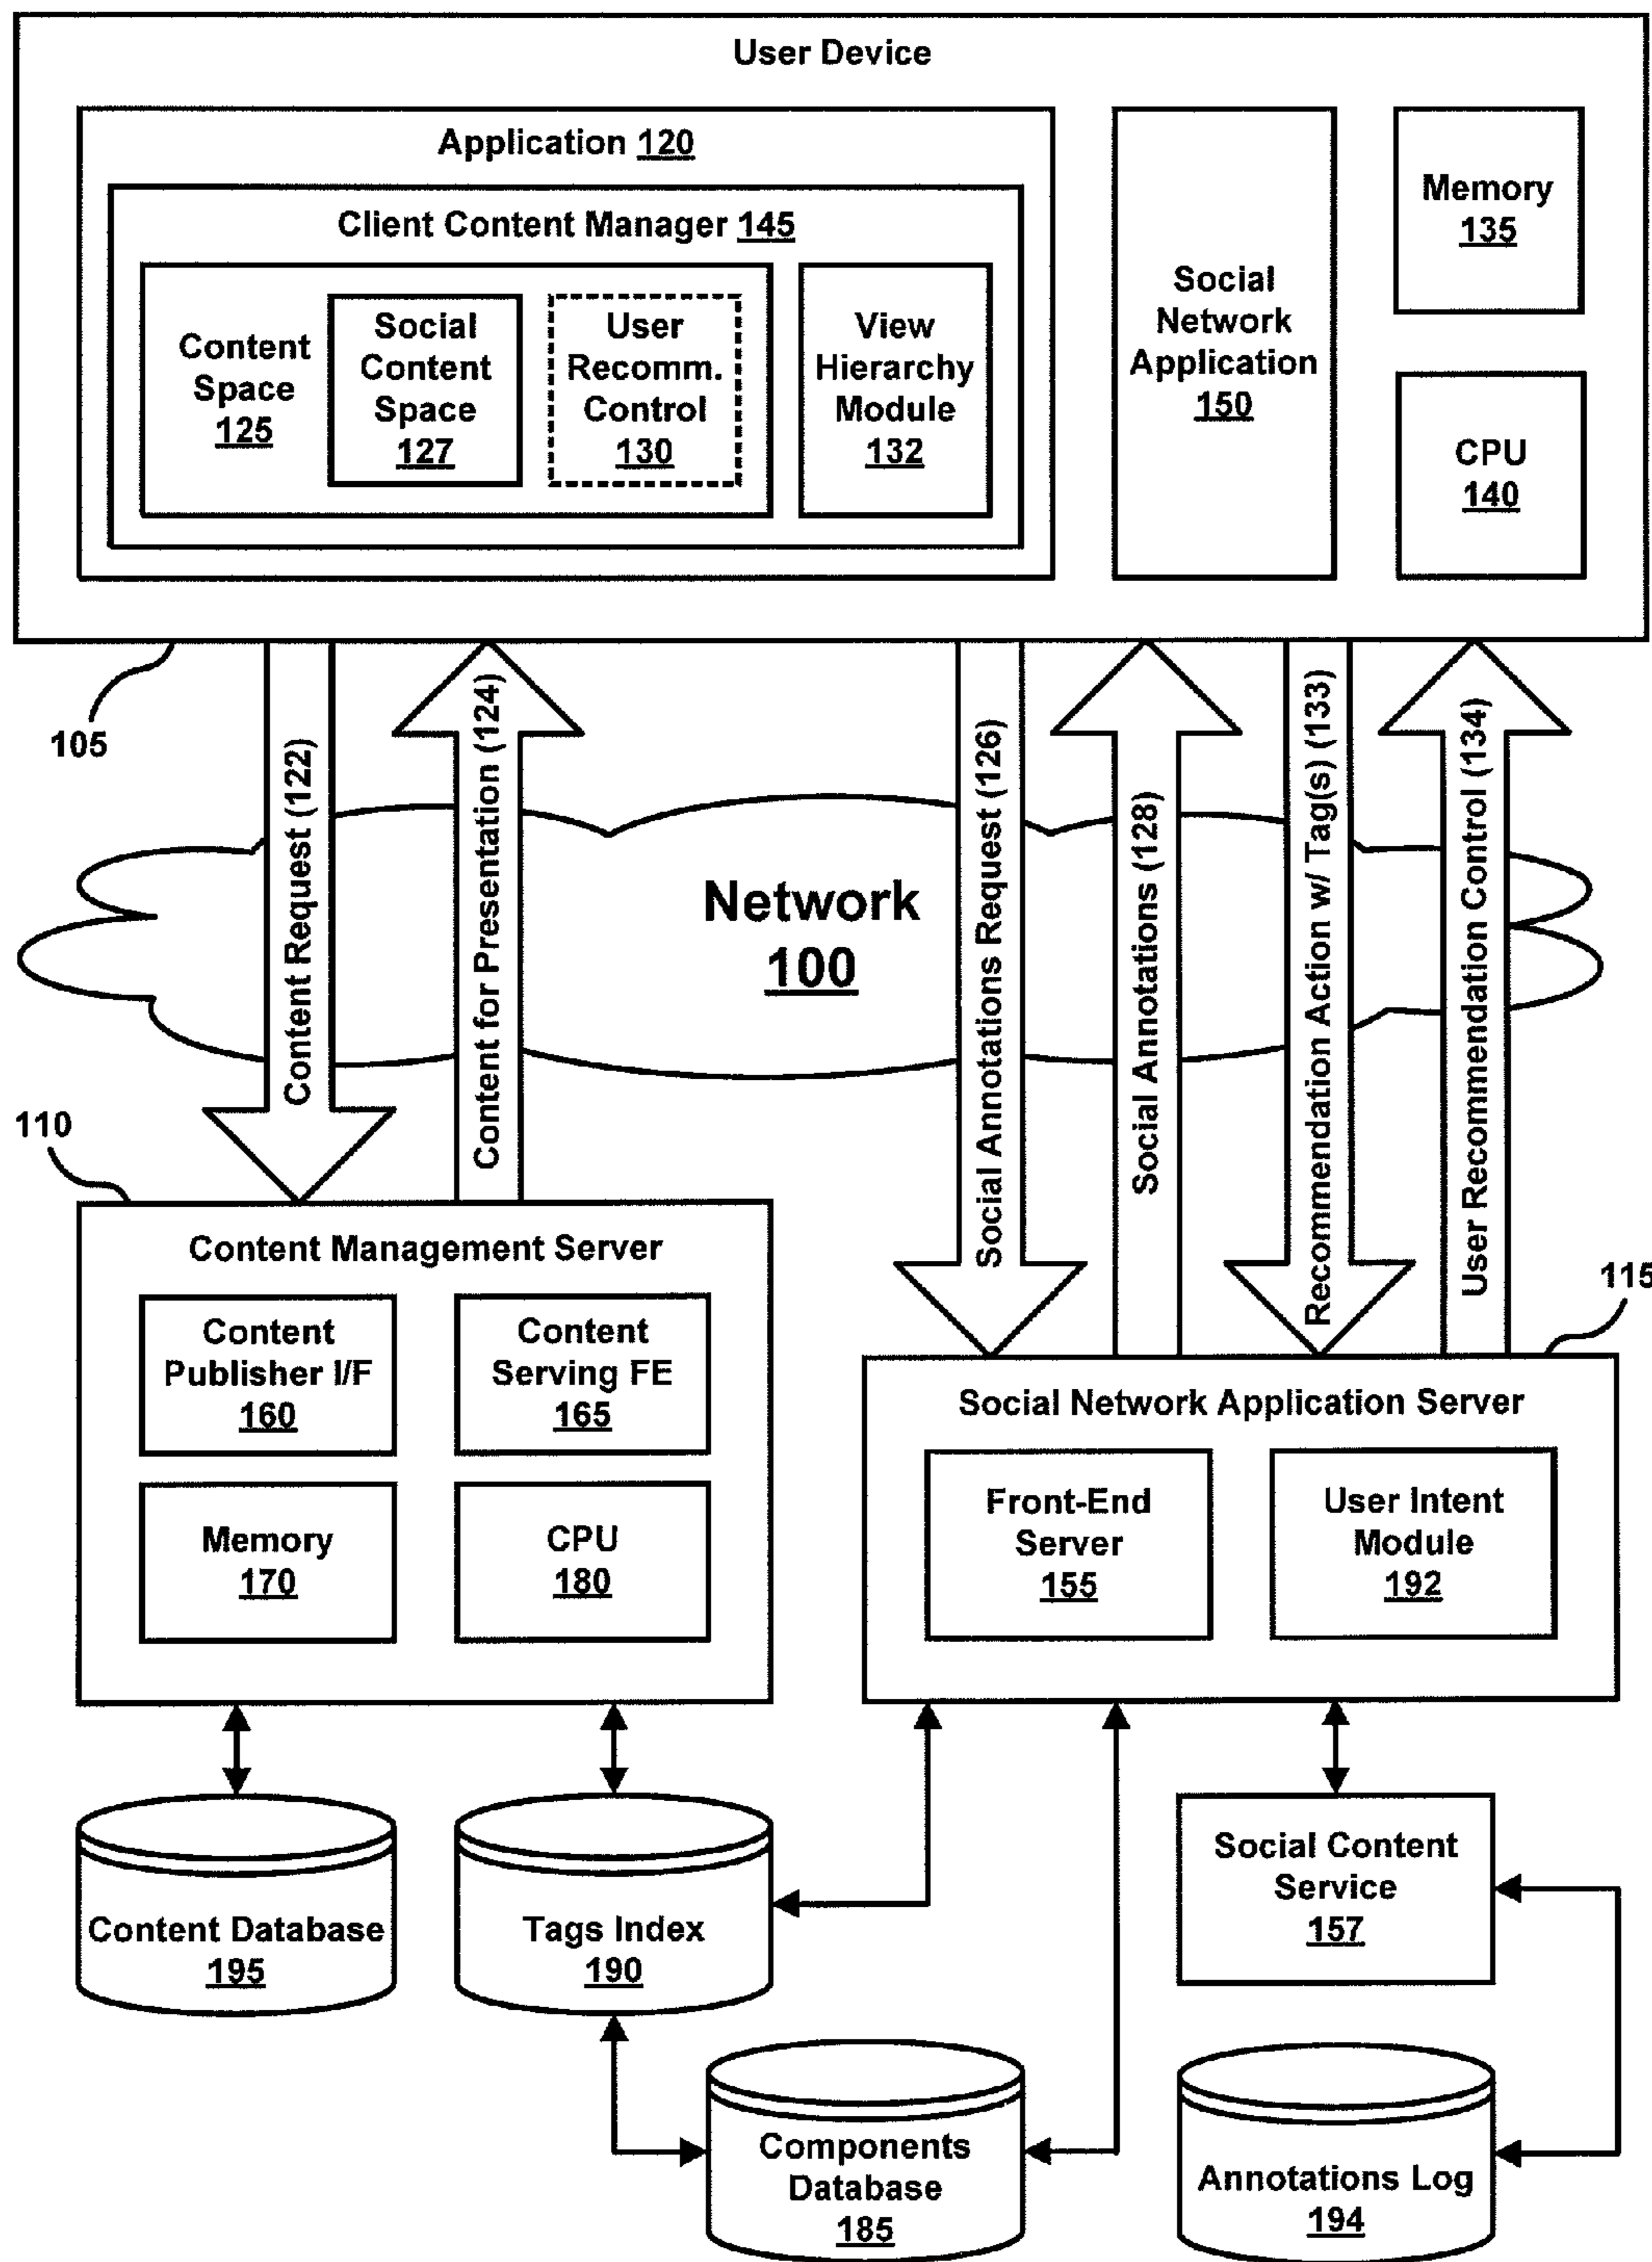 User Device
Application 120
Client Content Manager 145
Content
Space
125
Social
Content
Space
127
User
Recomm.
Control
130
View
Hierarchy
Module
132
Social
Network
Application
150
Memory
135
CPU
140
105
Content Request (122)
Content for Presentation (124)
Social Annotations Request (126)
Social Annotations (128)
Recommendation Action w/ Tag(s) (133)
User Recommendation Control (134)
Network
100
110
Content Management Server
Content
Publisher I/F
160
Content
Serving FE
165
Memory
170
CPU
180
115
Social Network Application Server
Front-End
Server
155
User Intent
Module
192
Content Database
195
Tags Index
190
Social Content
Service
157
Components
Database
185
Annotations Log
194